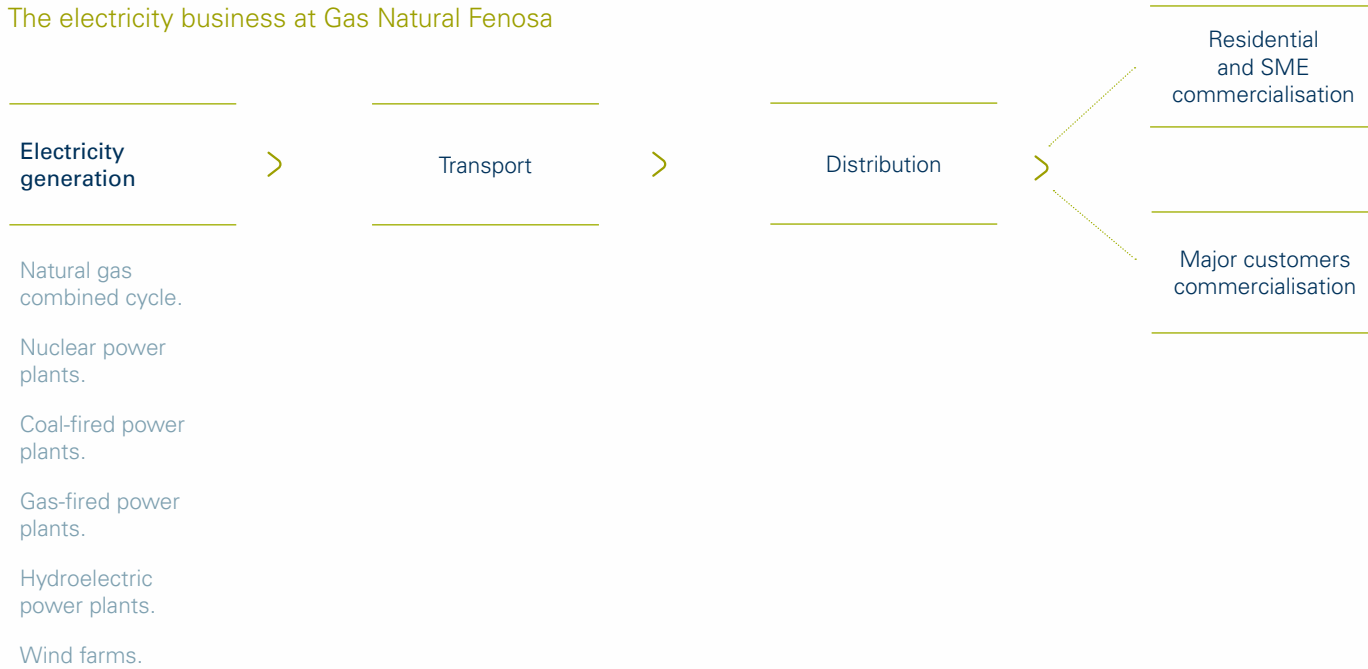 The electricity business at Gas Natural Fenosa
Electricity
generation
Transport
Distribution
Residential
and SME
commercialisation
Major customers
commercialisation
Natural gas
combined cycle.
Nuclear power
plants.
Coal-fired power
plants.
Gas-fired power
plants.
Hydroelectric
power plants.
Wind farms.